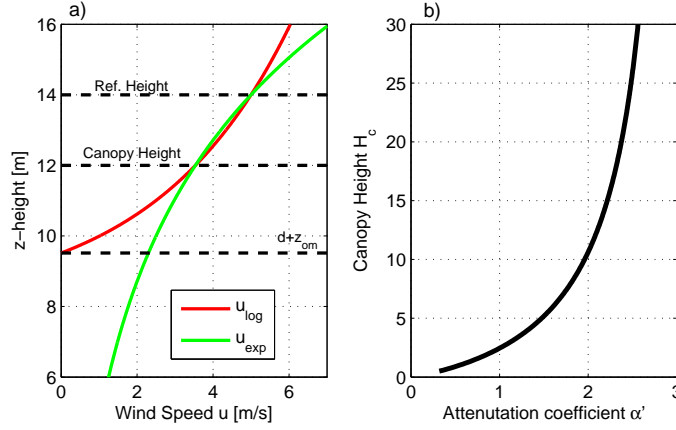 a)
b)
16
14
12
10
8
6
z−height [m]
Ref. Height
Canopy Height
d+z_om
u_log
u_exp
0 2 4 6
Wind Speed u [m/s]
30
25
20
15
10
5
0
Canopy Height H_c
0 1 2 3
Attenutation coefficient α'